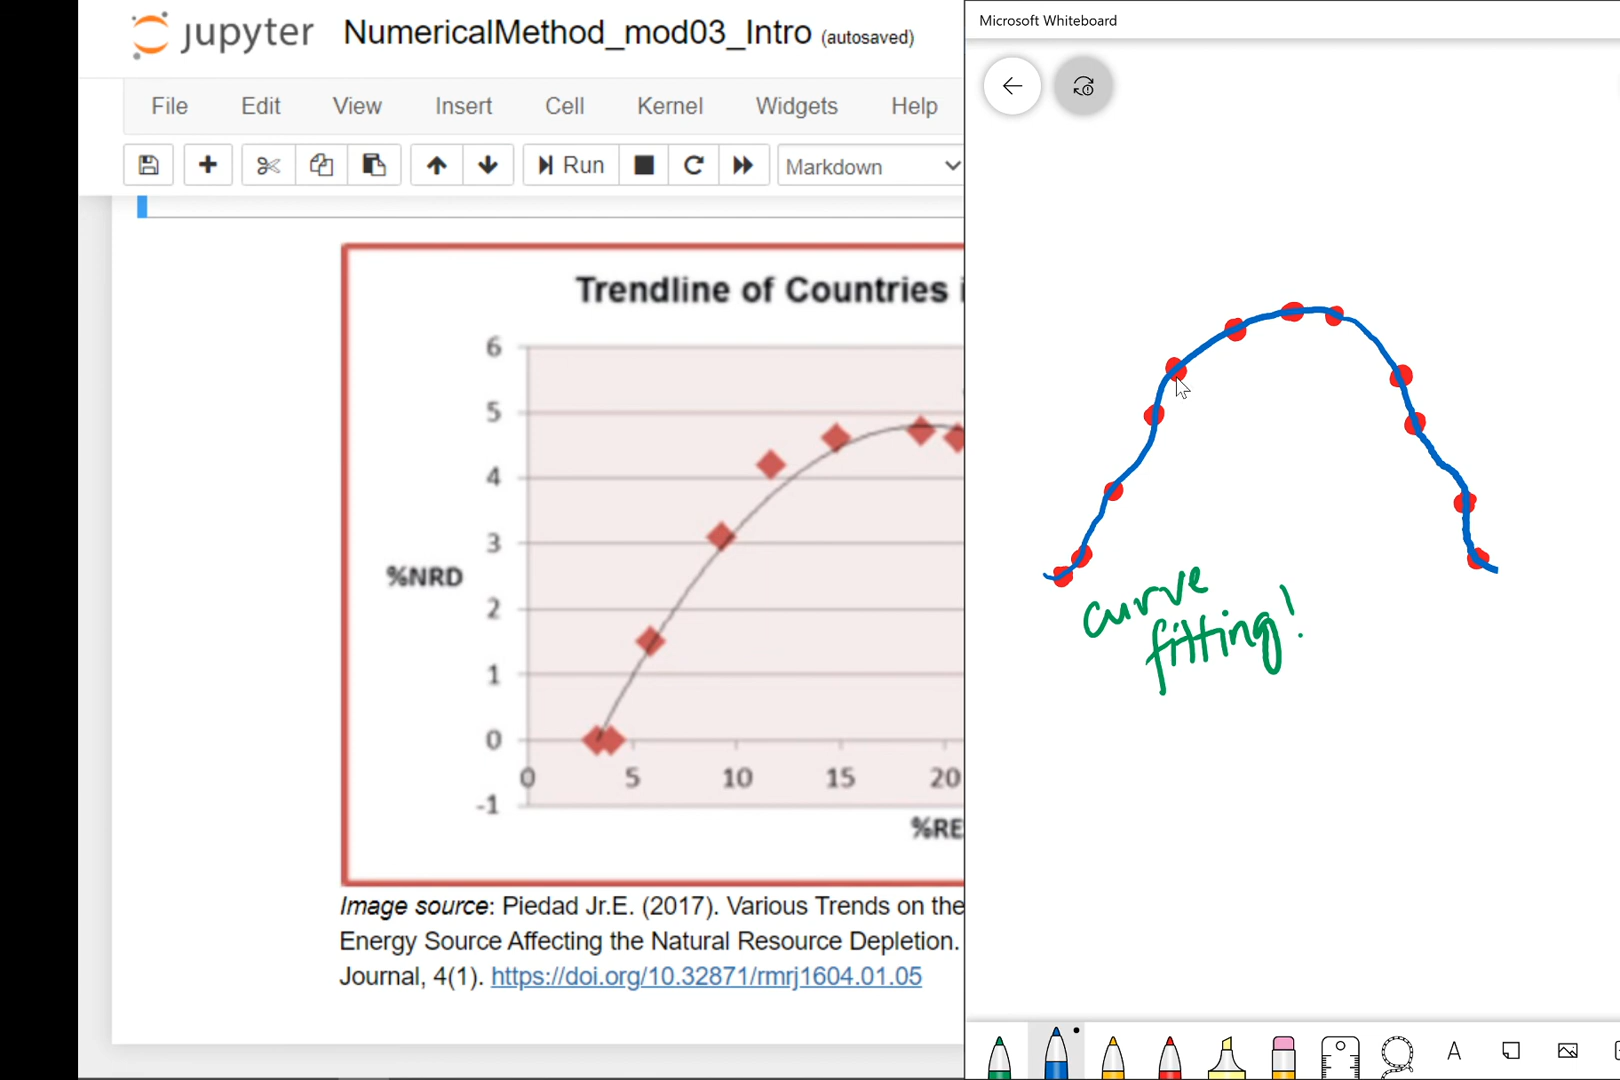 jupyter NumericalMethod_mod03_Intro (autosaved)
File Edit View Insert Cell Kernel Widgets Help
Run Markdown
Trendline of Countries
6
5
4
3
2
1
0
-1
%NRD
0 5 10 15 20
%RE
Image source: Piedad Jr.E. (2017). Various Trends on the
Energy Source Affecting the Natural Resource Depletion.
Journal, 4(1). https://doi.org/10.32871/rmrj1604.01.05
Microsoft Whiteboard
curve
fitting!
A